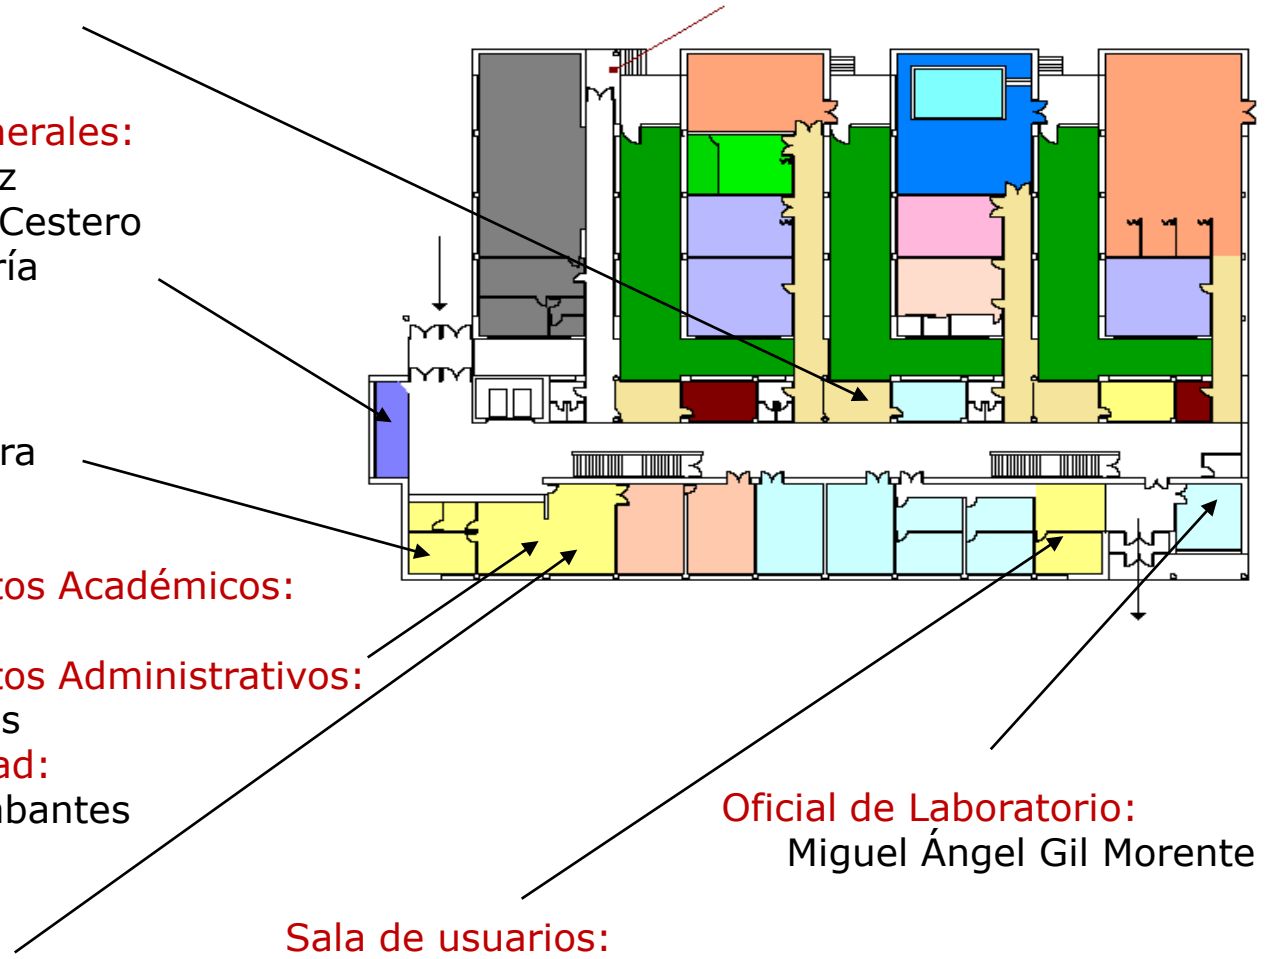 nerales:
z
Cestero
ría
ra
tos Académicos:
tos Administrativos:
s
ad:
abantes
Oficial de Laboratorio:
Miguel Ángel Gil Morente
Sala de usuarios: